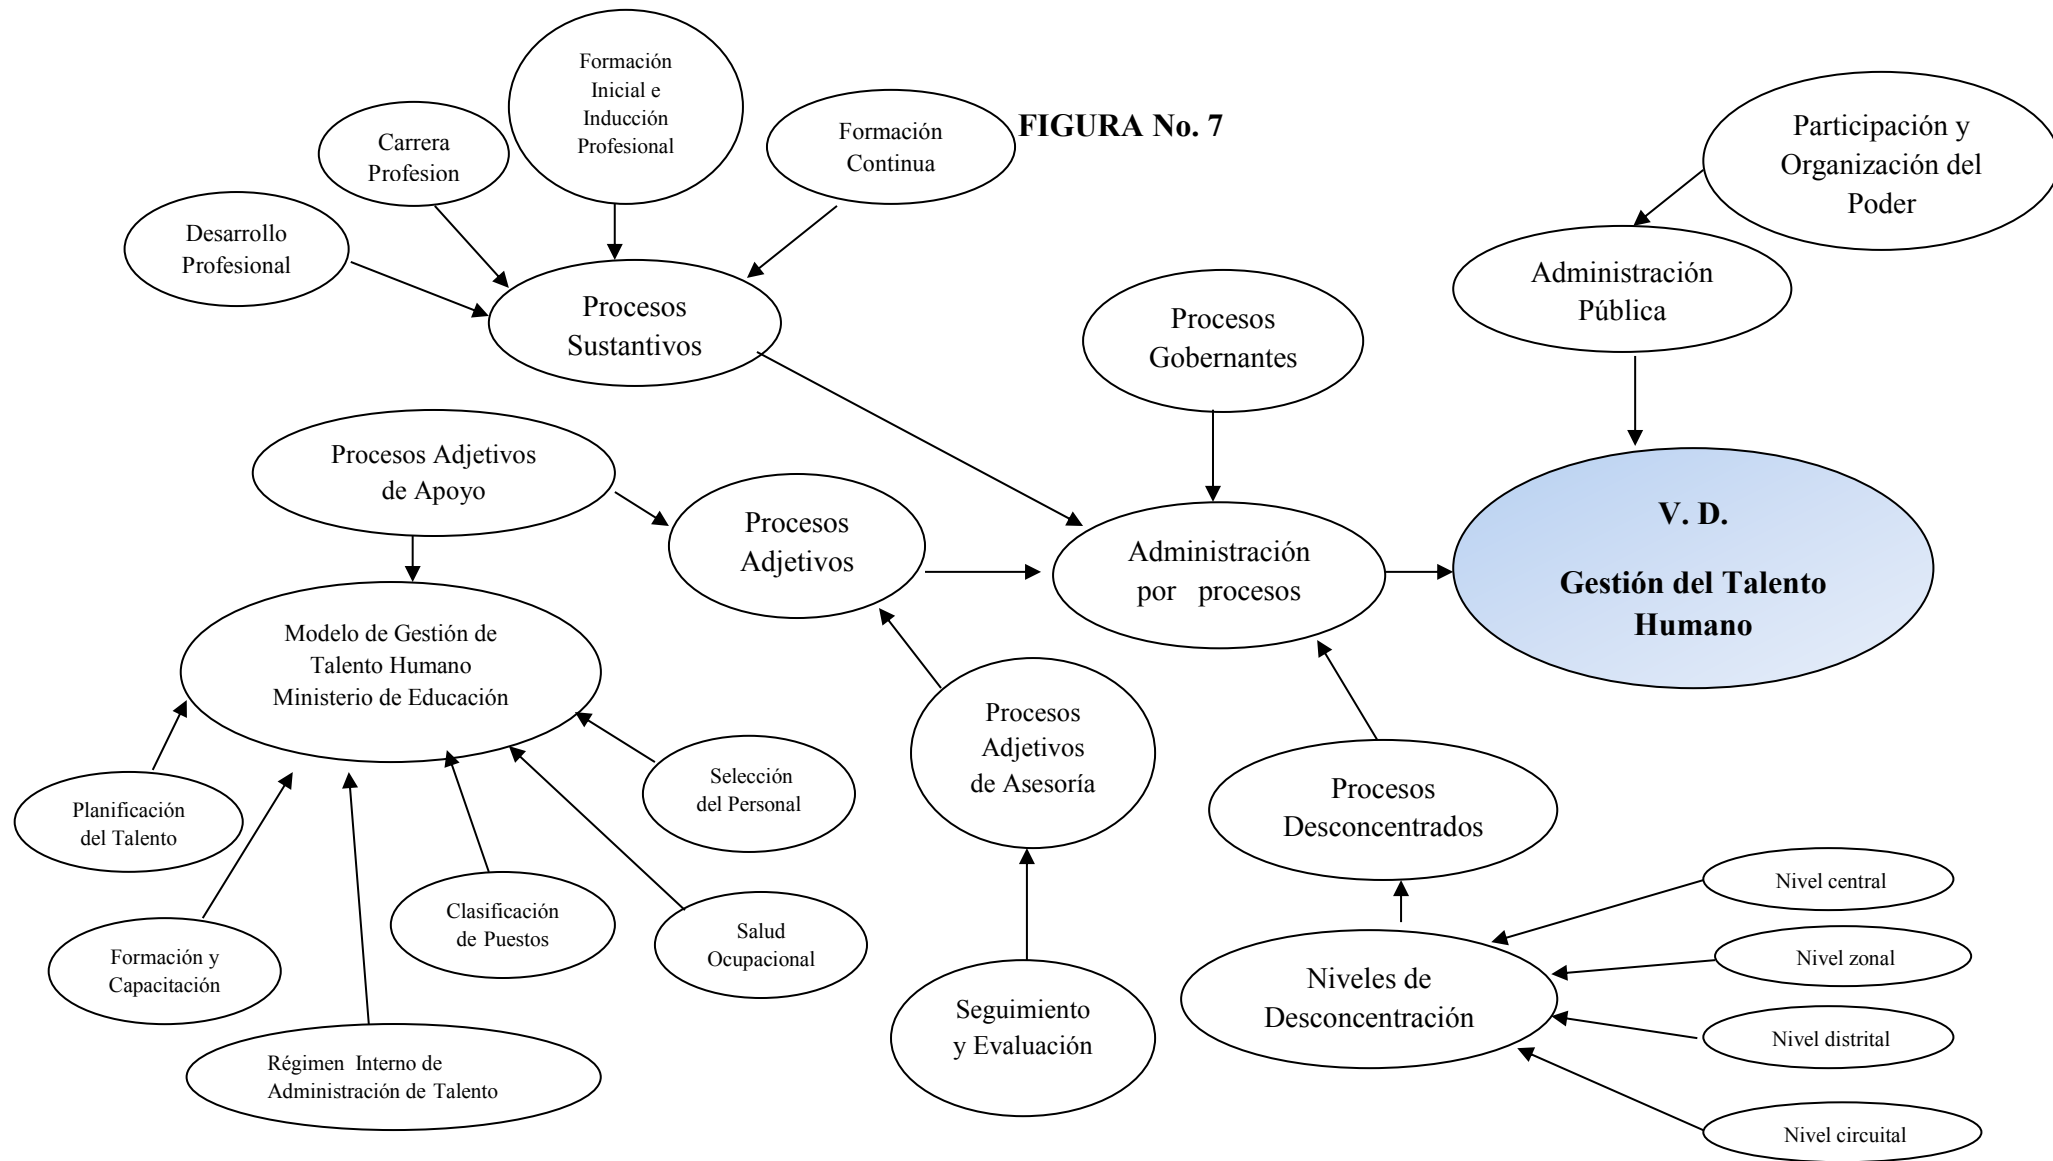 Formación
Inicial e
Inducción
Profesional
FIGURA No. 7
Carrera
Profesion
Formación
Continua
Desarrollo
Profesional
Participación y
Organización del
Poder
Administración
Pública
Procesos
Sustantivos
Procesos
Gobernantes
Procesos Adjetivos
de Apoyo
Procesos
Adjetivos
Administración
por procesos
V. D.
Gestión del Talento
Humano
Modelo de Gestión de
Talento Humano
Ministerio de Educación
Procesos
Adjetivos
de Asesoría
Selección
del Personal
Procesos
Desconcentrados
Planificación
del Talento
Clasificación
de Puestos
Salud
Ocupacional
Formación y
Capacitación
Régimen Interno de
Administración de Talento
Seguimiento
y Evaluación
Niveles de
Desconcentración
Nivel central
Nivel zonal
Nivel distrital
Nivel circuital